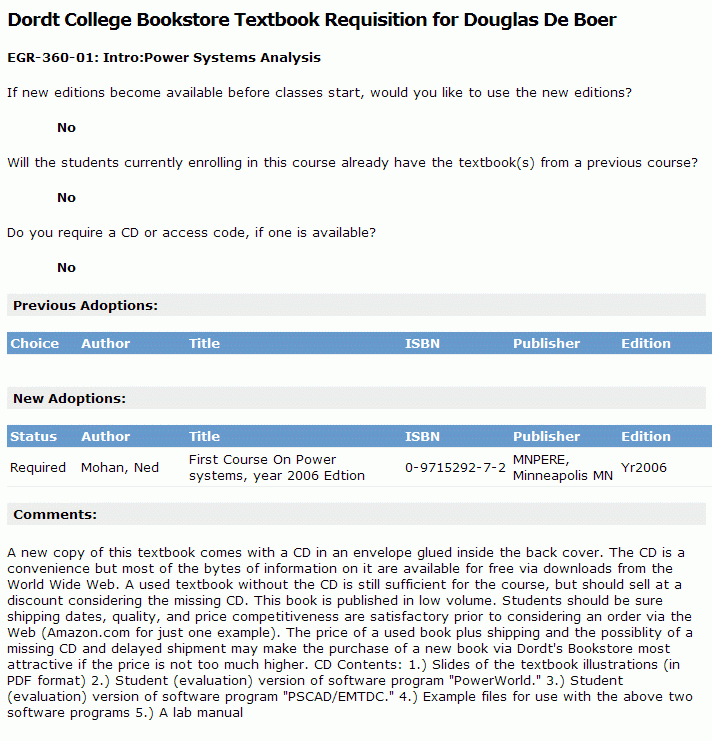 Dordt College Bookstore Textbook Requisition for Douglas De Boer
EGR-360-01: Intro:Power Systems Analysis
If new editions become available before classes start, would you like to use the new editions?
No
Will the students currently enrolling in this course already have the textbook(s) from a previous course?
No
Do you require a CD or access code, if one is available?
No
Previous Adoptions:
Choice Author Title ISBN Publisher Edition
New Adoptions:
Status Author Title ISBN Publisher Edition
Required Mohan, Ned First Course On Power systems, year 2006 Edtion 0-9715292-7-2 MNPERE, Minneapolis MN Yr2006
Comments:
A new copy of this textbook comes with a CD in an envelope glued inside the back cover. The CD is a
convenience but most of the bytes of information on it are available for free via downloads from the
World Wide Web. A used textbook without the CD is still sufficient for the course, but should sell at a
discount considering the missing CD. This book is published in low volume. Students should be sure
shipping dates, quality, and price competitiveness are satisfactory prior to considering an order via the
Web (Amazon.com for just one example). The price of a used book plus shipping and the possiblity of a
missing CD and delayed shipment may make the purchase of a new book via Dordt's Bookstore most
attractive if the price is not too much higher. CD Contents: 1.) Slides of the textbook illustrations (in
PDF format) 2.) Student (evaluation) version of software program "PowerWorld." 3.) Student
(evaluation) version of software program "PSCAD/EMTDC." 4.) Example files for use with the above two
software programs 5.) A lab manual